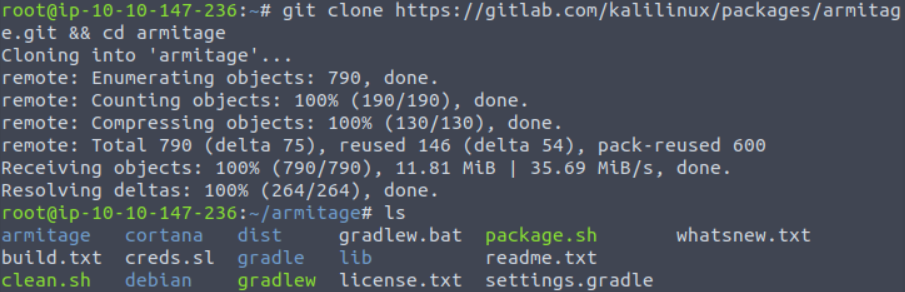 root@ip-10-10-147-236:~# git clone https://gitlab.com/kalilinux/packages/armitag
e.git && cd armitage
Cloning into 'armitage'...
remote: Enumerating objects: 790, done.
remote: Counting objects: 100% (190/190), done.
remote: Compressing objects: 100% (130/130), done.
remote: Total 790 (delta 75), reused 146 (delta 54), pack-reused 600
Receiving objects: 100% (790/790), 11.81 MiB | 35.69 MiB/s, done.
Resolving deltas: 100% (264/264), done.
root@ip-10-10-147-236:~/armitage# ls
armitage   cortana   dist     gradlew.bat  package.sh       whatsnew.txt
build.txt  creds.sl  gradle   lib          readme.txt
clean.sh   debian    gradlew  license.txt  settings.gradle